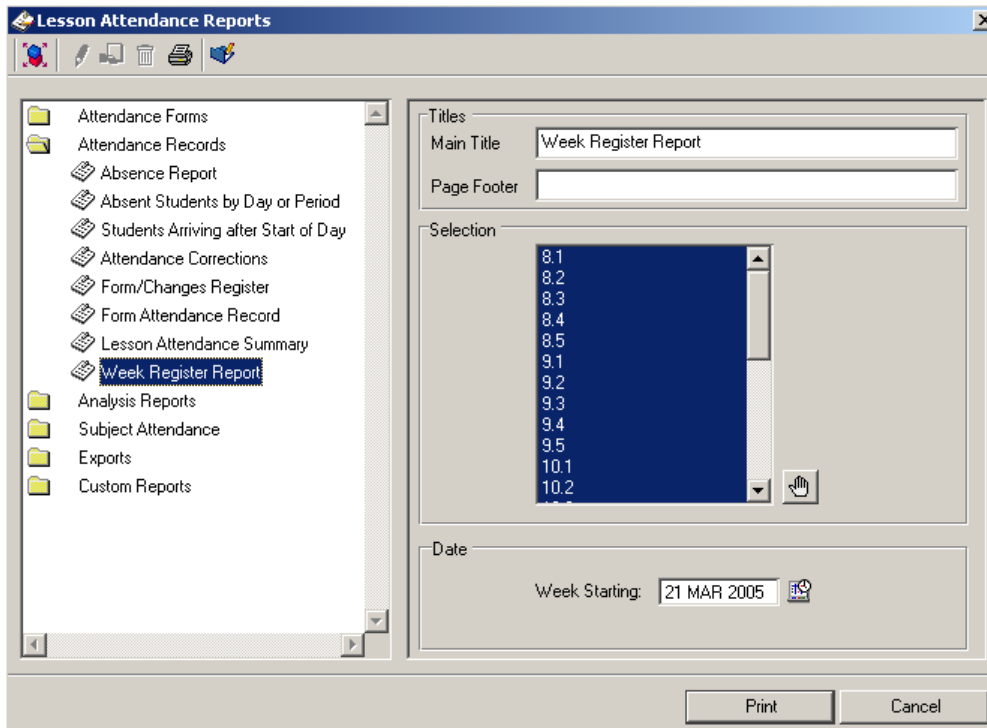 Lesson Attendance Reports
Attendance Forms
Attendance Records
Absence Report
Absent Students by Day or Period
Students Arriving after Start of Day
Attendance Corrections
Form/Changes Register
Form Attendance Record
Lesson Attendance Summary
Week Register Report
Analysis Reports
Subject Attendance
Exports
Custom Reports
Titles
Main Title Week Register Report
Page Footer
Selection
8.1
8.2
8.3
8.4
8.5
9.1
9.2
9.3
9.4
9.5
10.1
10.2
Date
Week Starting: 21 MAR 2005
Print Cancel